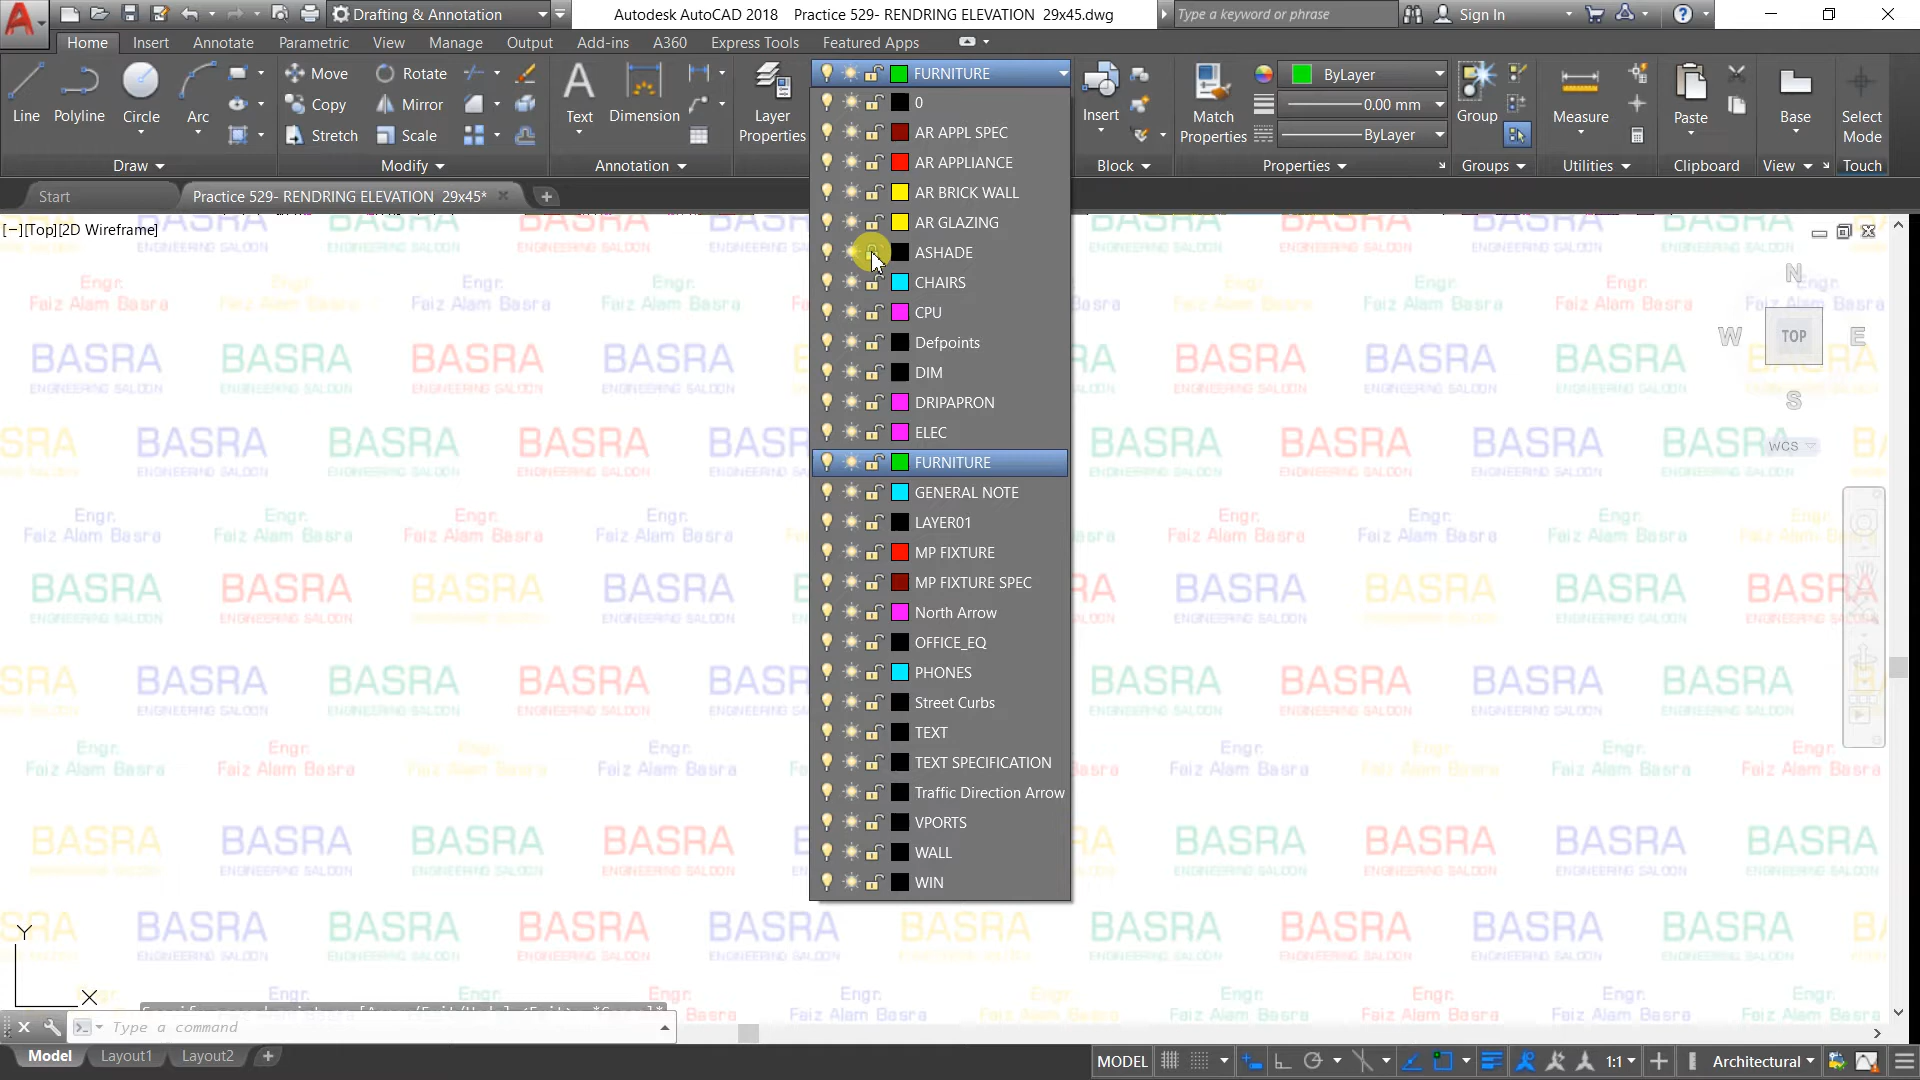 Drafting & Annotation
Autodesk AutoCAD 2018 Practice 529- RENDRING ELEVATION 29x45.dwg
Type a keyword or phrase
Sign In
Home Insert Annotate Parametric View Manage Output Add-ins A360 Express Tools Featured Apps
Line
Polyline
Circle
Arc
Draw
Move
Copy
Stretch
Rotate
Mirror
Scale
Modify
Text
Dimension
Annotation
Layer
Properties
FURNITURE
0
AR APPL SPEC
AR APPLIANCE
AR BRICK WALL
AR GLAZING
ASHADE
CHAIRS
CPU
Defpoints
DIM
DRIPAPRON
ELEC
FURNITURE
GENERAL NOTE
LAYER01
MP FIXTURE
MP FIXTURE SPEC
North Arrow
OFFICE_EQ
PHONES
Street Curbs
TEXT
TEXT SPECIFICATION
Traffic Direction Arrow
VPORTS
WALL
WIN
Insert
Block
Match
Properties
ByLayer
0.00 mm
ByLayer
Properties
Group
Groups
Measure
Utilities
Paste
Clipboard
Base
View
Select
Mode
Touch
Start
Practice 529- RENDRING ELEVATION 29x45*
[−][Top][2D Wireframe]
N
W TOP E
S
WCS
Engr.
Faiz Alam Basra
BASRA
ENGINEERING SALOON
Y
X
Type a command
Model Layout1 Layout2
MODEL
1:1
Architectural